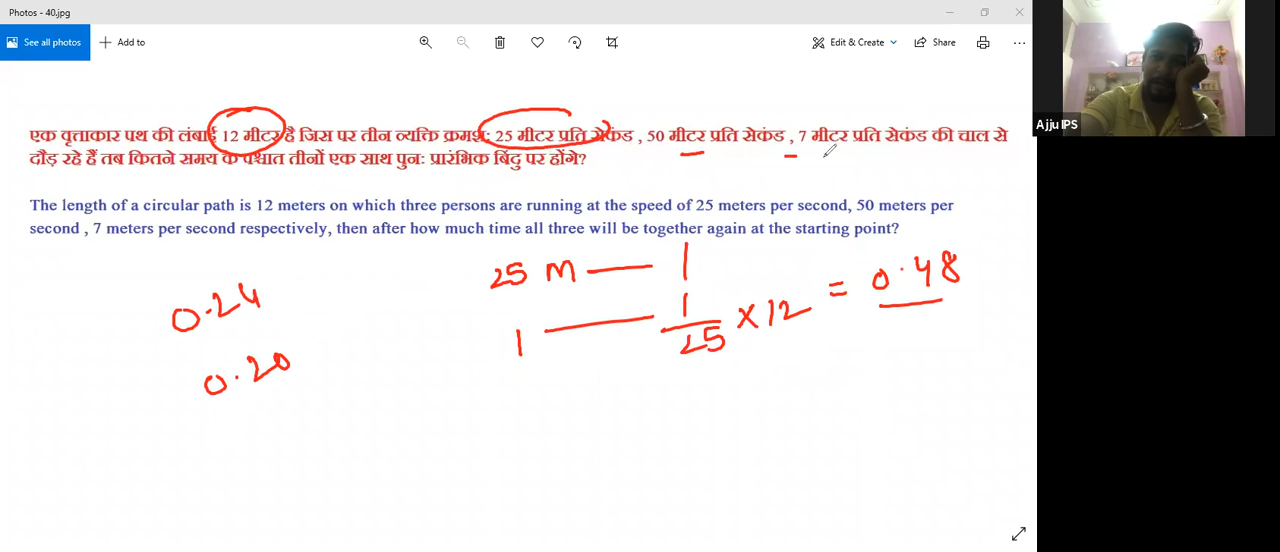 Photos - 40.jpg
See all photos
Add to
Edit & Create
Share
एक वृत्ताकार पथ की लंबाई 12 मीटर है जिस पर तीन व्यक्ति क्रमश: 25 मीटर प्रति सेकंड , 50 मीटर प्रति सेकंड , 7 मीटर प्रति सेकंड की चाल से
दौड़ रहे हैं तब कितने समय के पश्चात तीनों एक साथ पुनः प्रारंभिक बिंदु पर होंगे?
The length of a circular path is 12 meters on which three persons are running at the speed of 25 meters per second, 50 meters per
second , 7 meters per second respectively, then after how much time all three will be together again at the starting point?
25 M — 1
1 — 1/25 × 12 = 0.48
0.24
0.20
Ajju IPS